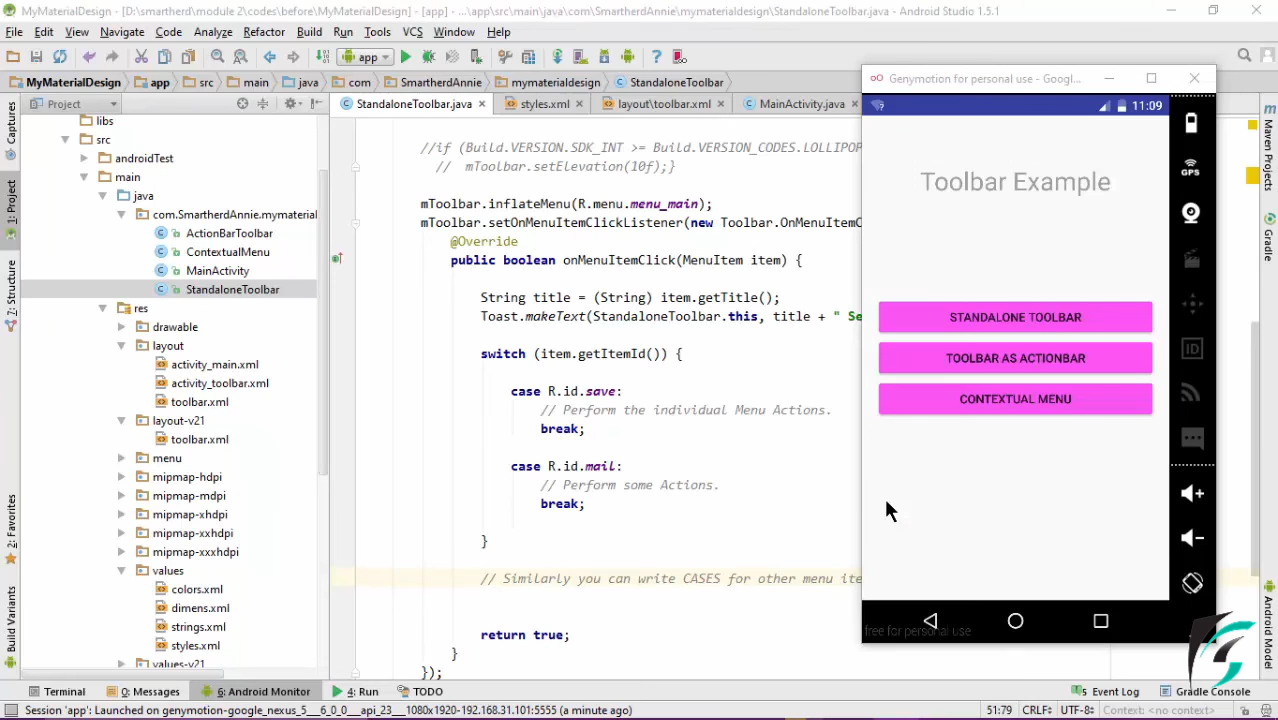 MyMaterialDesign - [D:\smartherd\module 2\codes\before\MyMaterialDesign] - [app] - ...\app\src\main\java\com\SmartherdAnnie\mymaterialdesign\StandaloneToolbar.java - Android Studio 1.5.1
File Edit View Navigate Code Analyze Refactor Build Run Tools VCS Window Help
app
MyMaterialDesign app src main java com SmartherdAnnie mymaterialdesign StandaloneToolbar
Project
StandaloneToolbar.java styles.xml layout\toolbar.xml MainActivity.java
Captures
1: Project
7: Structure
2: Favorites
Build Variants
libs
src
androidTest
main
java
com.SmartherdAnnie.mymaterial
ActionBarToolbar
ContextualMenu
MainActivity
StandaloneToolbar
res
drawable
layout
activity_main.xml
activity_toolbar.xml
toolbar.xml
layout-v21
toolbar.xml
menu
mipmap-hdpi
mipmap-mdpi
mipmap-xhdpi
mipmap-xxhdpi
mipmap-xxxhdpi
values
colors.xml
dimens.xml
strings.xml
styles.xml
values-v21
//if (Build.VERSION.SDK_INT >= Build.VERSION_CODES.LOLLIPOP
// mToolbar.setElevation(10f);}
mToolbar.inflateMenu(R.menu.menu_main);
mToolbar.setOnMenuItemClickListener(new Toolbar.OnMenuItemC
@Override
public boolean onMenuItemClick(MenuItem item) {
String title = (String) item.getTitle();
Toast.makeText(StandaloneToolbar.this, title + " Se
switch (item.getItemId()) {
case R.id.save:
// Perform the individual Menu Actions.
break;
case R.id.mail:
// Perform some Actions.
break;
}
// Similarly you can write CASES for other menu ite
return true;
}
});
Genymotion for personal use - Googl...
11:09
Toolbar Example
STANDALONE TOOLBAR
TOOLBAR AS ACTIONBAR
CONTEXTUAL MENU
free for personal use
GPS
ID
Maven Projects
Gradle
Android Model
Terminal 0: Messages 6: Android Monitor 4: Run TODO 5 Event Log Gradle Console
Session 'app': Launched on genymotion-google_nexus_5___6_0_0___api_23___1080x1920-192.168.31.101:5555 (a minute ago) 51:79 CRLF UTF-8 Context: <no context>